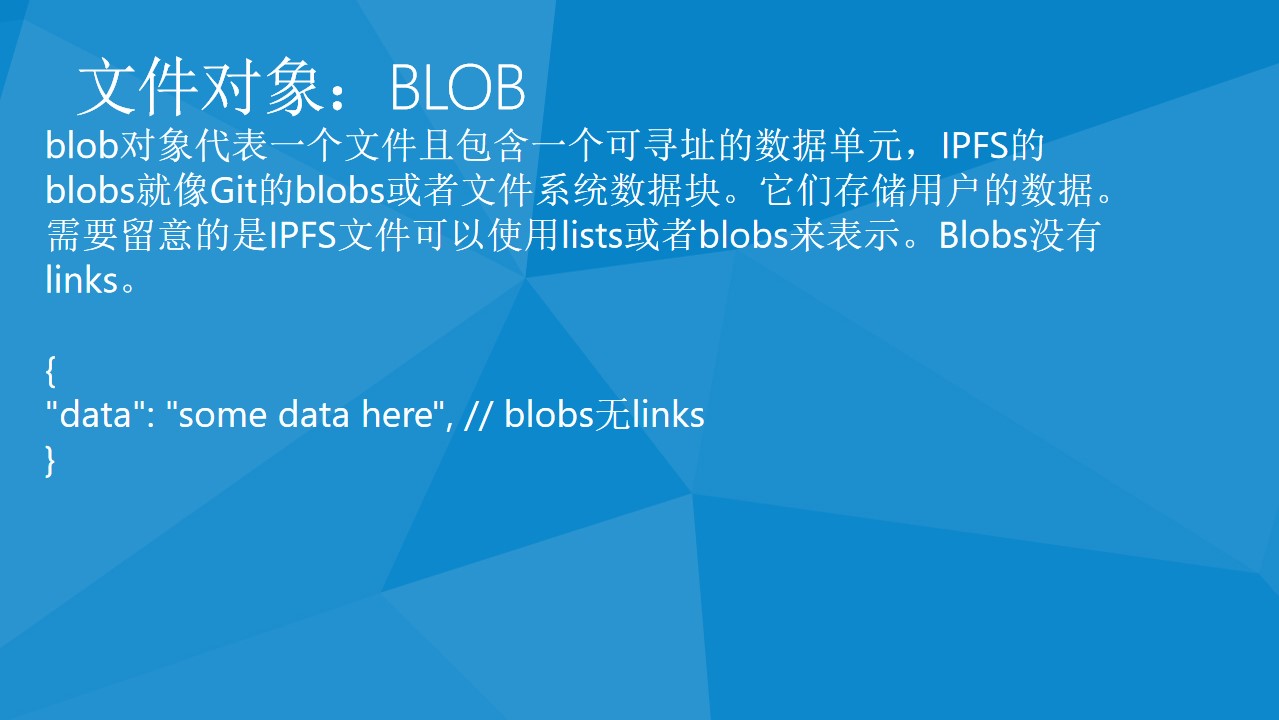 文件对象：BLOB
blob对象代表一个文件且包含一个可寻址的数据单元，IPFS的
blobs就像Git的blobs或者文件系统数据块。它们存储用户的数据。
需要留意的是IPFS文件可以使用lists或者blobs来表示。Blobs没有
links。
{
"data": "some data here", // blobs无links
}